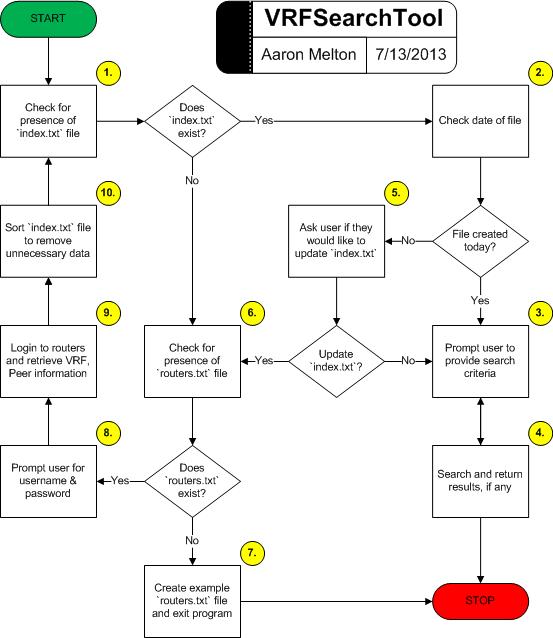 START
VRFSearchTool
Aaron Melton
7/13/2013
1.
Check for
presence of
`index.txt` file
Does
`index.txt`
exist?
Yes
No
2.
Check date of file
10.
Sort `index.txt` file
to remove
unnecessary data
5.
Ask user if they
would like to
update `index.txt`
No
File created
today?
Yes
9.
Login to routers
and retrieve VRF,
Peer information
6.
Check for
presence of
`routers.txt` file
Yes
Update
`index.txt`?
No
3.
Prompt user to
provide search
criteria
8.
Prompt user for
username &
password
Yes
Does
`routers.txt`
exist?
No
4.
Search and return
results, if any
7.
Create example
`routers.txt` file
and exit program
STOP